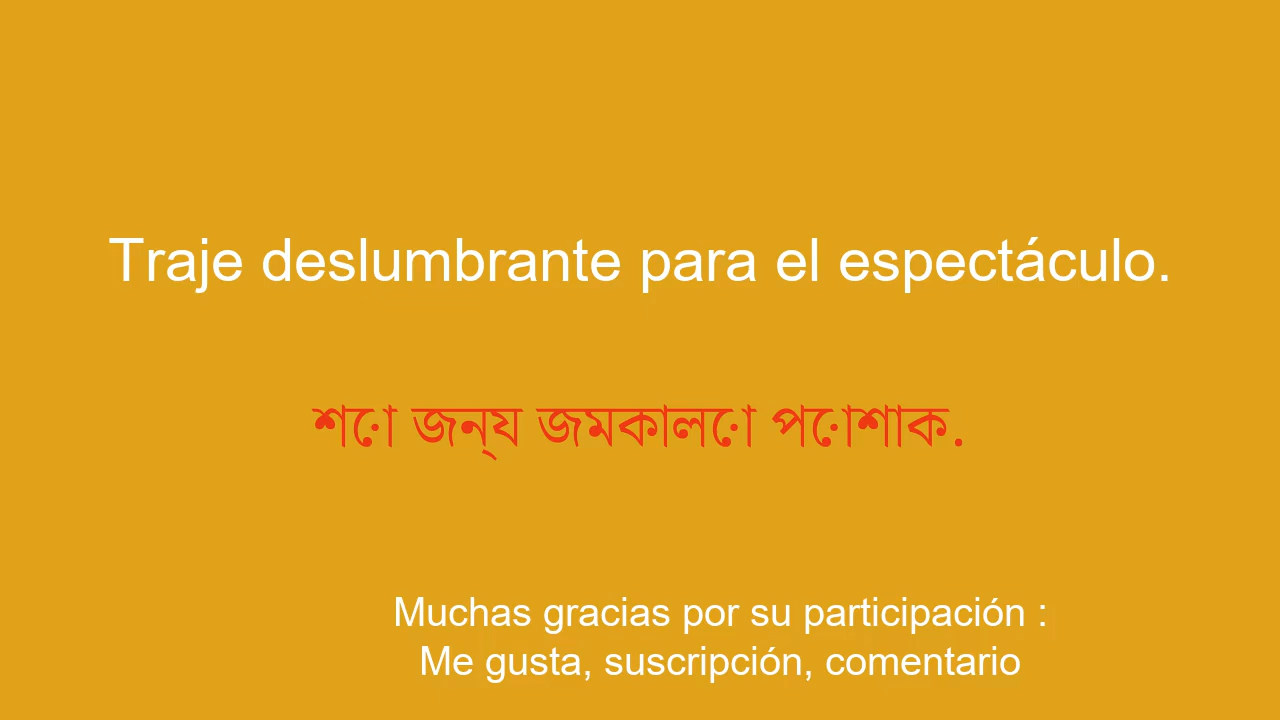 Traje deslumbrante para el espectáculo.
শো জন্য জমকালো পোশাক.
Muchas gracias por su participación :
Me gusta, suscripción, comentario